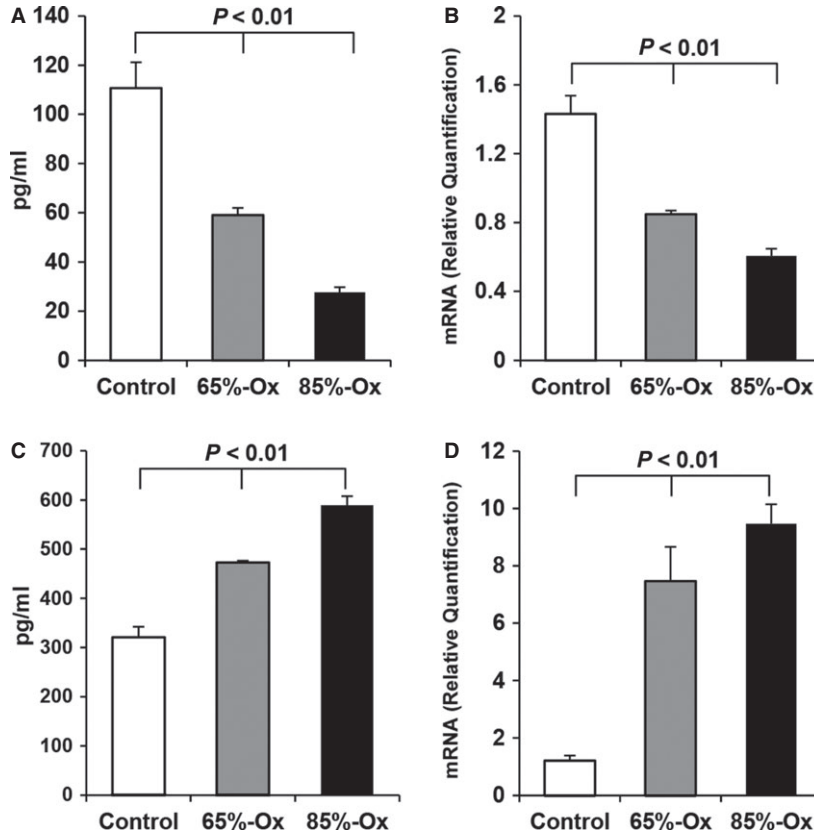 A
140
120
100
80
60
40
20
0
pg/ml
P < 0.01
Control 65%-Ox 85%-Ox
B
2
1.6
1.2
0.8
0.4
0
mRNA (Relative Quantification)
P < 0.01
Control 65%-Ox 85%-Ox
C
700
600
500
400
300
200
100
0
pg/ml
P < 0.01
Control 65%-Ox 85%-Ox
D
12
10
8
6
4
2
0
mRNA (Relative Quantification)
P < 0.01
Control 65%-Ox 85%-Ox